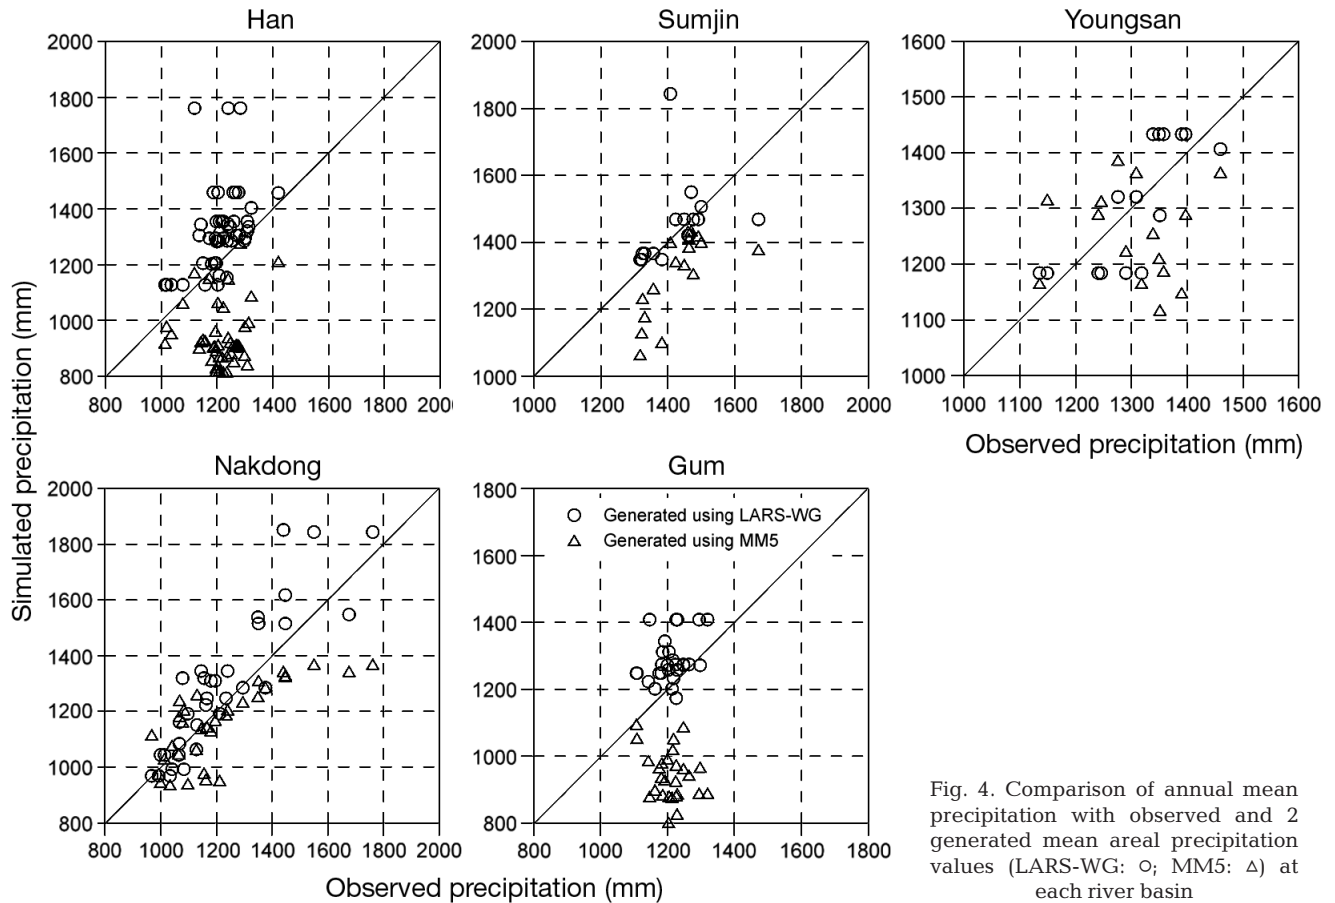 Han
Sumjin
Youngsan
2000
1800
1600
1400
1200
1000
800
800 1000 1200 1400 1600 1800 200
2000
1800
1600
1400
1200
1000
1000 1200 1400 1600 1800 2000
1600
1500
1400
1300
1200
1100
1000
1000 1100 1200 1300 1400 1500 1600
Observed precipitation (mm)
Simulated precipitation (mm)
Nakdong
Gum
2000
1800
1600
1400
1200
1000
800
800 1000 1200 1400 1600 1800 2000
1800
1600
1400
1200
1000
800
Generated using LARS-WG
Generated using MM5
800 1000 1200 1400 1600 1800
Observed precipitation (mm)
Fig. 4. Comparison of annual mean
precipitation with observed and 2
generated mean areal precipitation
values (LARS-WG: ○; MM5: △) at
each river basin